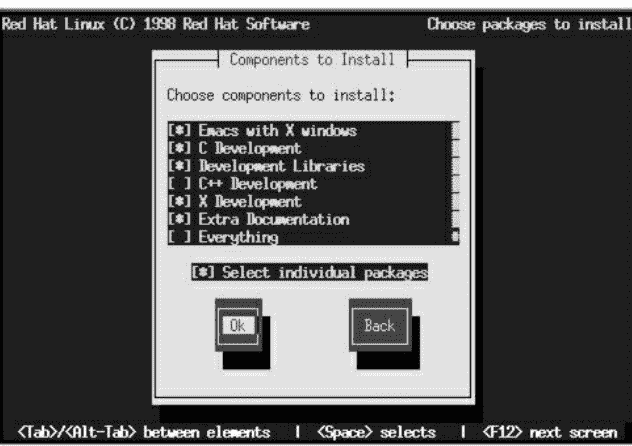 Red Hat Linux (C) 1998 Red Hat Software Choose packages to install
Components to Install
Choose components to install:
[*] Emacs with X windows
[*] C Development
[*] Development Libraries
[ ] C++ Development
[*] X Development
[*] Extra Documentation
[ ] Everything
[*] Select individual packages
Ok Back
<Tab>/<Alt-Tab> between elements | <Space> selects | <F12> next screen